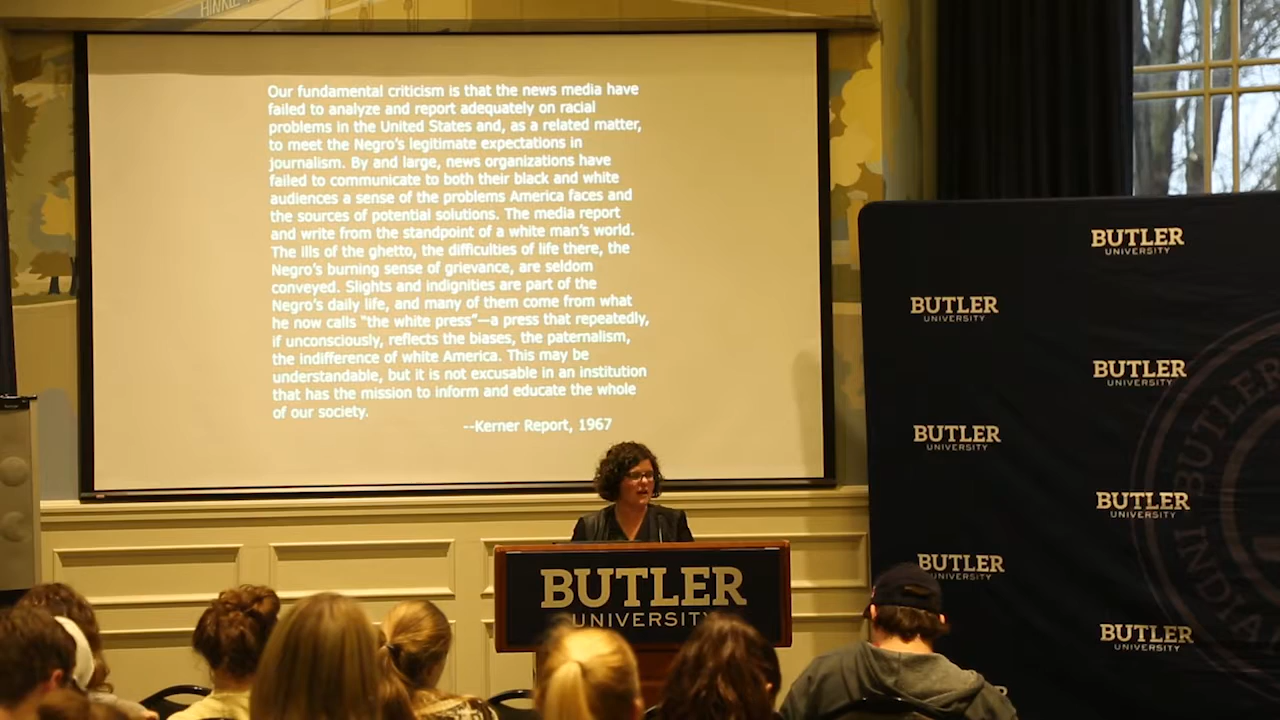 HINKLE
Our fundamental criticism is that the news media have
failed to analyze and report adequately on racial
problems in the United States and, as a related matter,
to meet the Negro's legitimate expectations in
journalism. By and large, news organizations have
failed to communicate to both their black and white
audiences a sense of the problems America faces and
the sources of potential solutions. The media report
and write from the standpoint of a white man's world.
The ills of the ghetto, the difficulties of life there, the
Negro's burning sense of grievance, are seldom
conveyed. Slights and indignities are part of the
Negro's daily life, and many of them come from what
he now calls "the white press"—a press that repeatedly,
if unconsciously, reflects the biases, the paternalism,
the indifference of white America. This may be
understandable, but it is not excusable in an institution
that has the mission to inform and educate the whole
of our society.
--Kerner Report, 1967
BUTLER
UNIVERSITY
BUTLER
UNIVERSITY
BUTLER
UNIVERSITY
BUTLER
UNIVERSITY
BUTLER
UNIVERSITY
BUTLER
UNIVERSITY
BUTLER
UNIVERSITY
BUTLER
UNIVERSITY
BUTLER